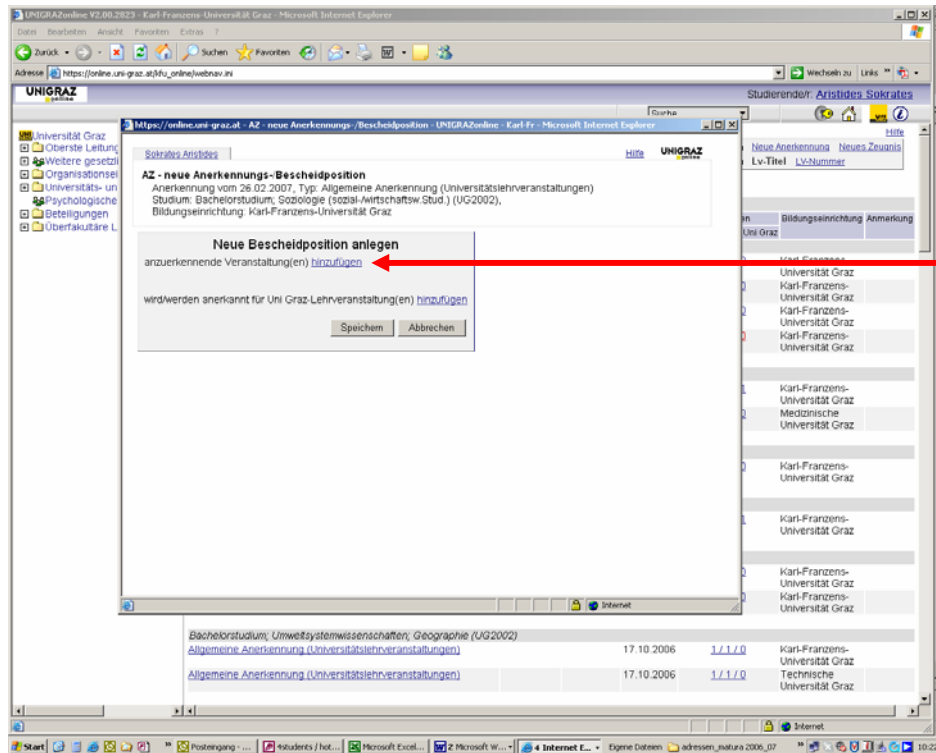 UNIGRAZonline V2.00.2823 - Karl-Franzens-Universität Graz - Microsoft Internet Explorer
Datei Bearbeiten Ansicht Favoriten Extras ?
Zurück Suchen Favoriten
Adresse https://online.uni-graz.at/kfu_online/webnav.ini Wechseln zu Links »
UNIGRAZ online Studierende/r: Aristides Sokrates
Suche
Hilfe
Universität Graz
Oberste Leitung
Weitere gesetzli
Organisationsei
Universitäts- un
Psychologische
Beteiligungen
Überfakultäre L
https://online.uni-graz.at - AZ - neue Anerkennungs-/Bescheidposition - UNIGRAZonline - Karl-Fr - Microsoft Internet Explorer
Sokrates Aristides Hilfe UNIGRAZ online
AZ - neue Anerkennungs-/Bescheidposition
Anerkennung vom 26.02.2007, Typ: Allgemeine Anerkennung (Universitätslehrveranstaltungen)
Studium: Bachelorstudium; Soziologie (sozial-/wirtschaftsw.Stud.) (UG2002),
Bildungseinrichtung: Karl-Franzens-Universität Graz
Neue Bescheidposition anlegen
anzuerkennende Veranstaltung(en) hinzufügen
wird/werden anerkannt für Uni Graz-Lehrveranstaltung(en) hinzufügen
Speichern Abbrechen
Internet
Neue Anerkennung Neues Zeugnis
Lv-Titel LV-Nummer
en Bildungseinrichtung Anmerkung
Uni Graz
Karl-Franzens-
Universität Graz
Karl-Franzens-
Universität Graz
Karl-Franzens-
Universität Graz
Karl-Franzens-
Universität Graz
Karl-Franzens-
Universität Graz
Medizinische
Universität Graz
Karl-Franzens-
Universität Graz
Karl-Franzens-
Universität Graz
Karl-Franzens-
Universität Graz
Karl-Franzens-
Universität Graz
Bachelorstudium; Umweltsystemwissenschaften; Geographie (UG2002)
Allgemeine Anerkennung (Universitätslehrveranstaltungen) 17.10.2006 1/1/0 Karl-Franzens-
Universität Graz
Allgemeine Anerkennung (Universitätslehrveranstaltungen) 17.10.2006 1/1/0 Technische
Universität Graz
Internet
Start » Posteingang - ... 4students / hot... Microsoft Excel... 2 Microsoft W... 4 Internet E... Eigene Dateien adressen_matura 2006_07 »